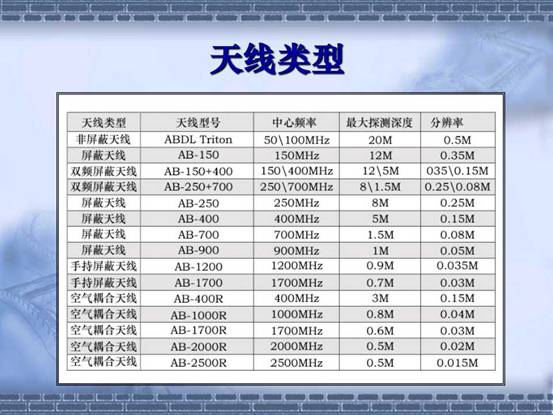 天线类型
天线类型 天线型号 中心频率 最大探测深度 分辨率
非屏蔽天线 ABDL Triton 50\100MHz 20M 0.5M
屏蔽天线 AB-150 150MHz 12M 0.35M
双频屏蔽天线 AB-150+400 150\400MHz 12\5M 035\0.15M
双频屏蔽天线 AB-250+700 250\700MHz 8\1.5M 0.25\0.08M
屏蔽天线 AB-250 250MHz 8M 0.25M
屏蔽天线 AB-400 400MHz 5M 0.15M
屏蔽天线 AB-700 700MHz 1.5M 0.08M
屏蔽天线 AB-900 900MHz 1M 0.05M
手持屏蔽天线 AB-1200 1200MHz 0.9M 0.035M
手持屏蔽天线 AB-1700 1700MHz 0.7M 0.03M
空气耦合天线 AB-400R 400MHz 3M 0.15M
空气耦合天线 AB-1000R 1000MHz 0.8M 0.04M
空气耦合天线 AB-1700R 1700MHz 0.6M 0.03M
空气耦合天线 AB-2000R 2000MHz 0.5M 0.02M
空气耦合天线 AB-2500R 2500MHz 0.5M 0.015M